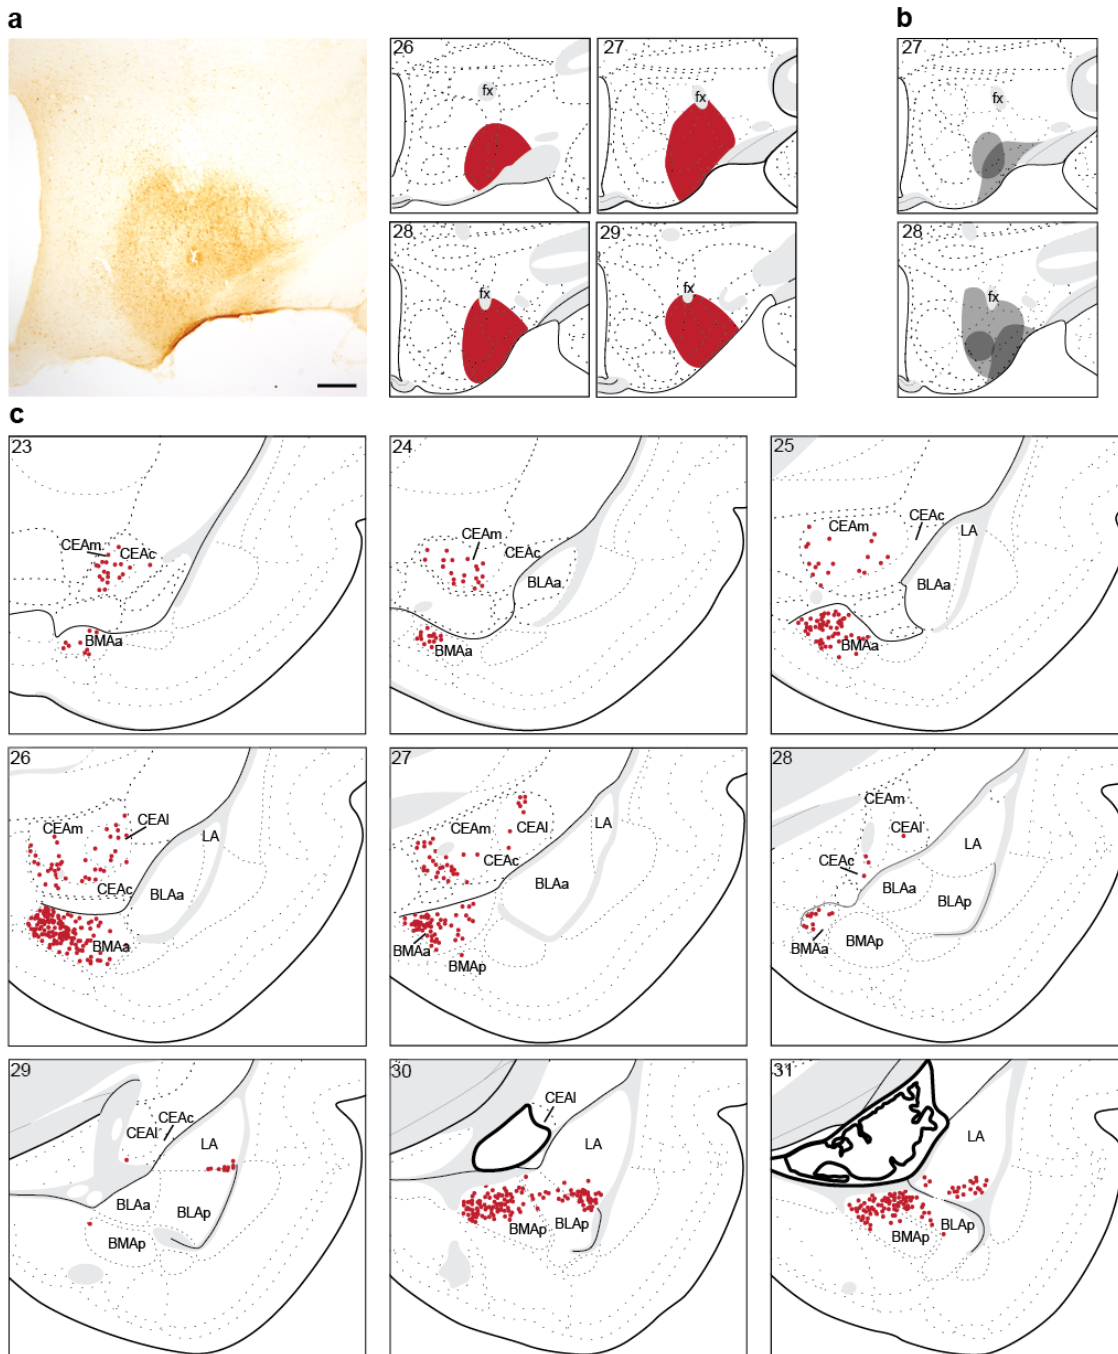 a
b
26
fx
27
fx
27
fx
28
fx
29
fx
28
fx
c
23
CEAm
CEAc
BMAa
24
CEAm
CEAc
BLAa
BMAa
25
CEAm
CEAc
LA
BLAa
BMAa
26
CEAm
CEAl
LA
CEAc
BLAa
BMAa
27
CEAm
CEAl
LA
CEAc
BLAa
BMAa
BMAp
28
CEAm
CEAl
LA
CEAc
BLAa
BLAp
BMAa
BMAp
29
CEAc
CEAl
LA
BLAa
BLAp
BMAp
30
CEAl
LA
BMAp
BLAp
31
LA
BLAp
BMAp